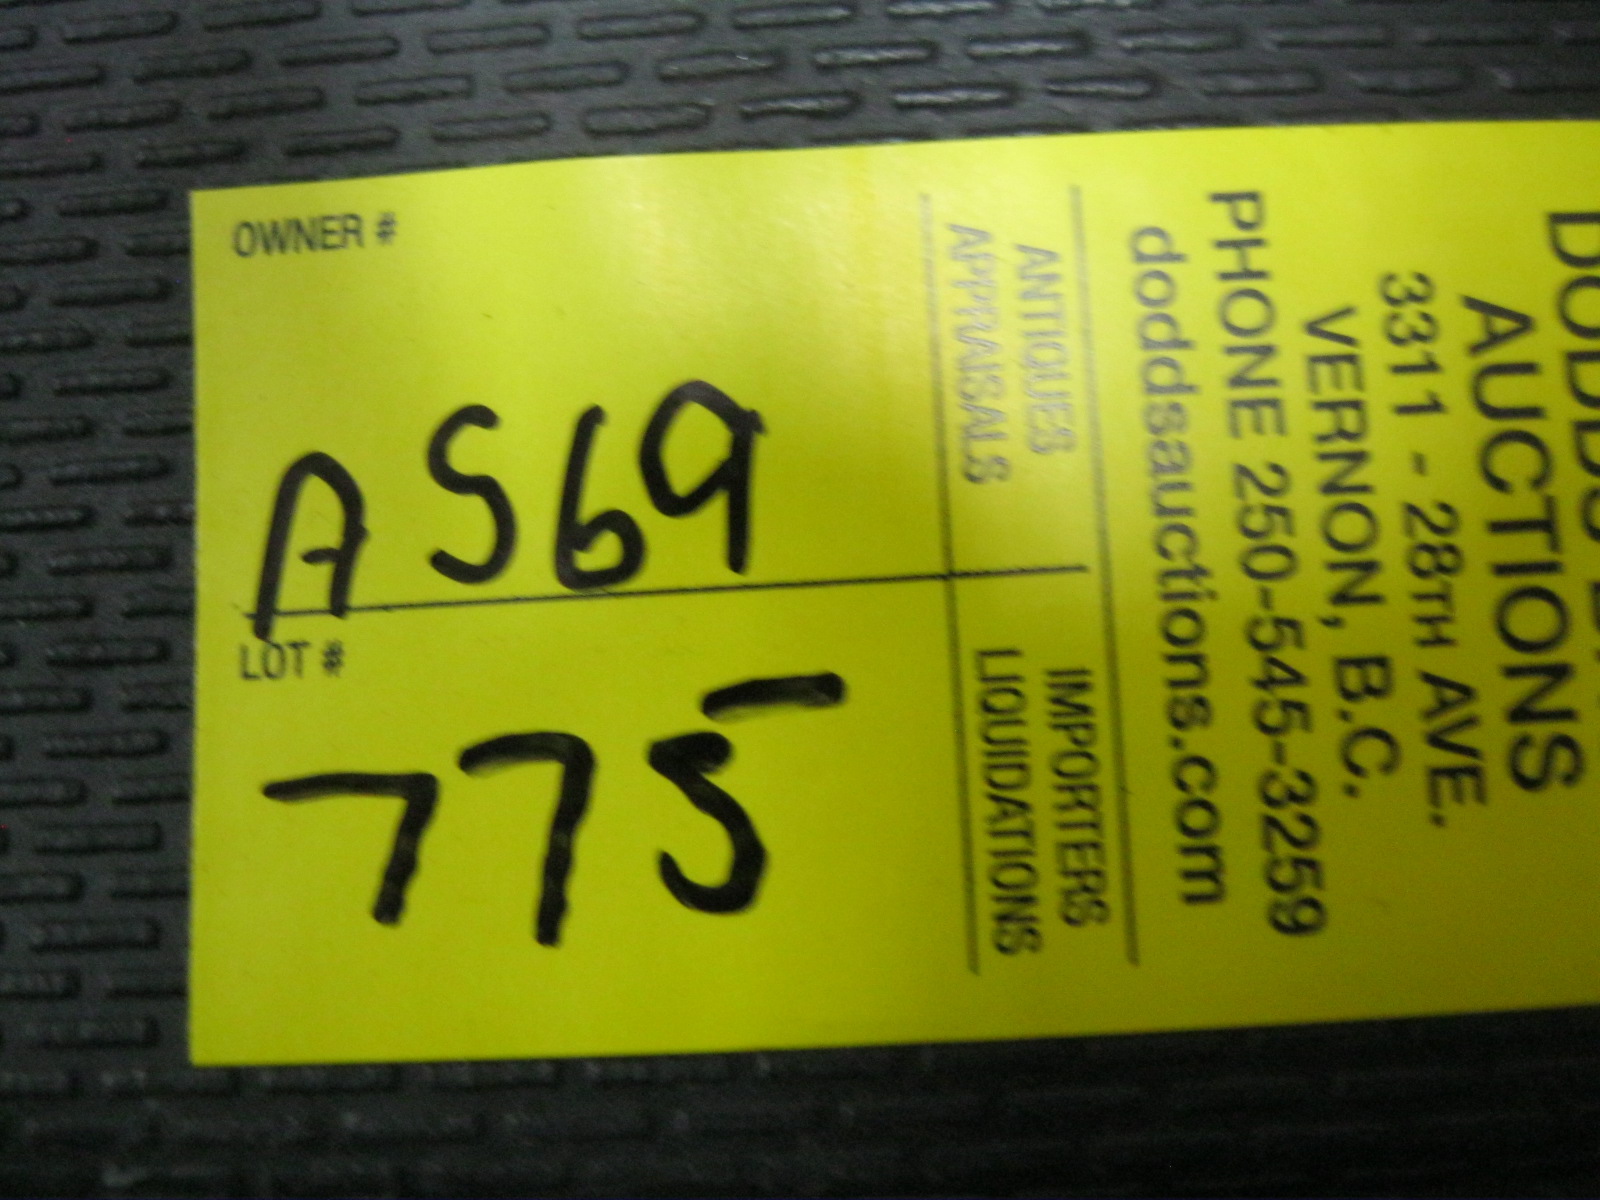 OWNER #
A569
LOT #
775
DODDS
AUCTIONS
3311 - 28TH AVE.
VERNON, B.C.
PHONE 250-545-3259
doddsauctions.com
ANTIQUES IMPORTERS
APPRAISALS LIQUIDATIONS